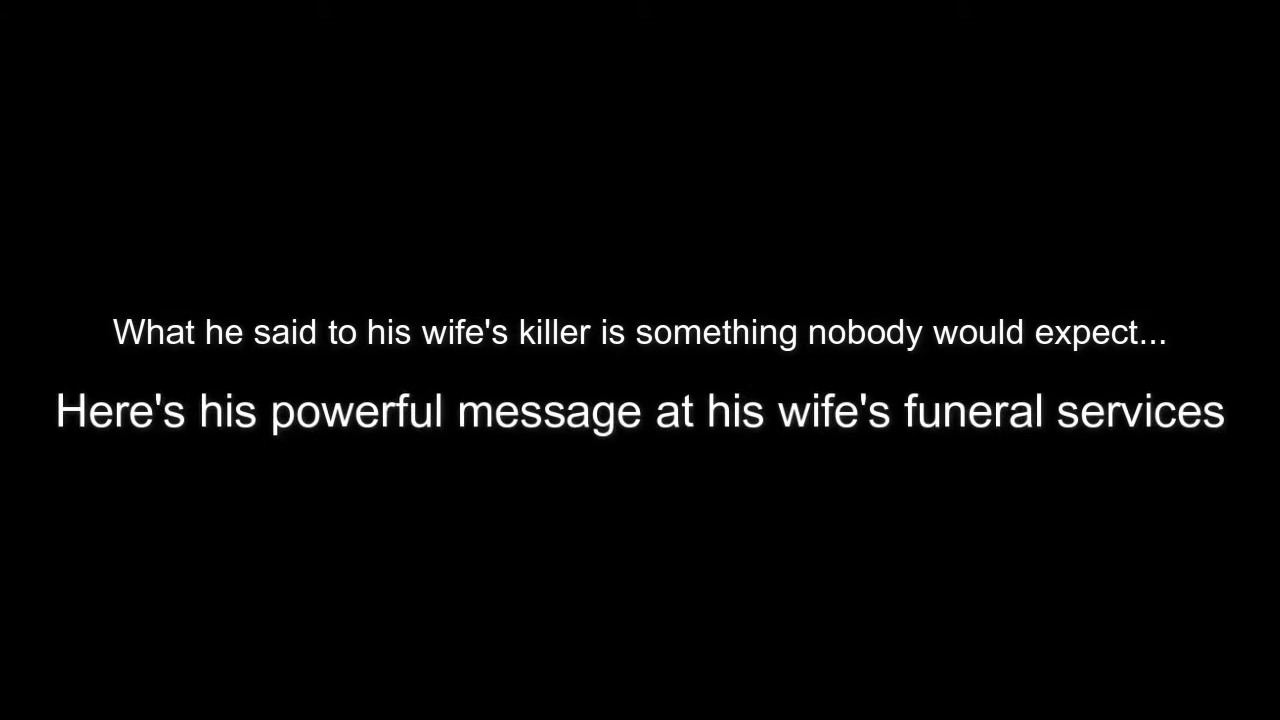 What he said to his wife's killer is something nobody would expect...
Here's his powerful message at his wife's funeral services